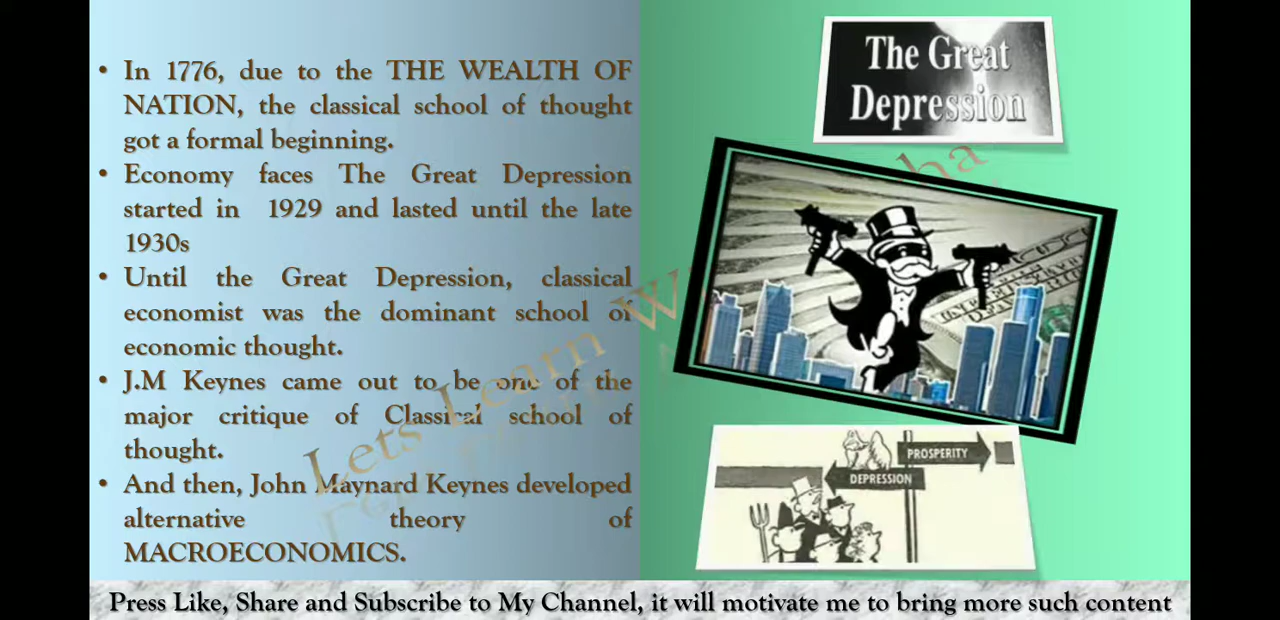 • In 1776, due to the THE WEALTH OF
NATION, the classical school of thought
got a formal beginning.
• Economy faces The Great Depression
started in 1929 and lasted until the late
1930s
• Until the Great Depression, classical
economist was the dominant school of
economic thought.
• J.M Keynes came out to be one of the
major critique of Classical school of
thought.
• And then, John Maynard Keynes developed
alternative theory of
MACROECONOMICS.
Lets Learn
The Great
Depression
PROSPERITY
DEPRESSION
Press Like, Share and Subscribe to My Channel, it will motivate me to bring more such content